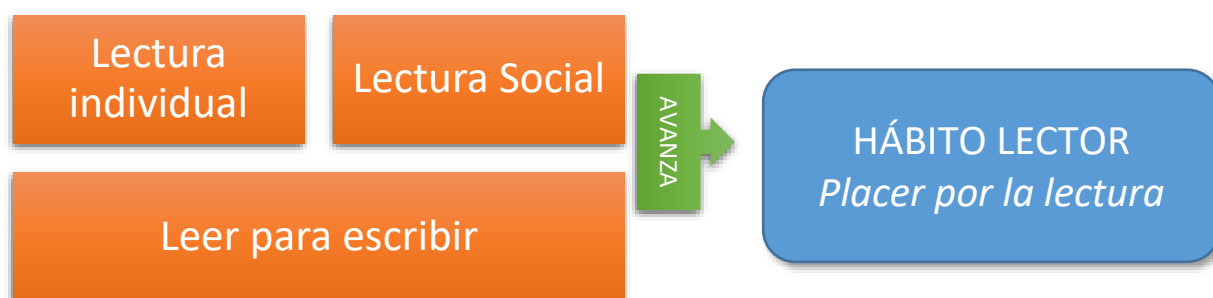 Lectura
individual
Lectura Social
Leer para escribir
AVANZA
HÁBITO LECTOR
Placer por la lectura